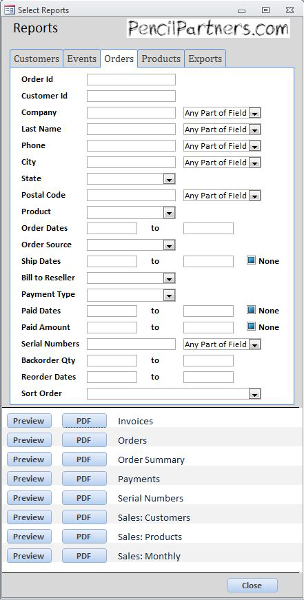 Select Reports
Reports PencilPartners.com
Customers Events Orders Products Exports
Order Id
Customer Id
Company Any Part of Field
Last Name Any Part of Field
Phone Any Part of Field
City Any Part of Field
State
Postal Code Any Part of Field
Product
Order Dates to
Order Source
Ship Dates to None
Bill to Reseller
Payment Type
Paid Dates to None
Paid Amount to None
Serial Numbers Any Part of Field
Backorder Qty to
Reorder Dates to
Sort Order
Preview PDF Invoices
Preview PDF Orders
Preview PDF Order Summary
Preview PDF Payments
Preview PDF Serial Numbers
Preview PDF Sales: Customers
Preview PDF Sales: Products
Preview PDF Sales: Monthly
Close